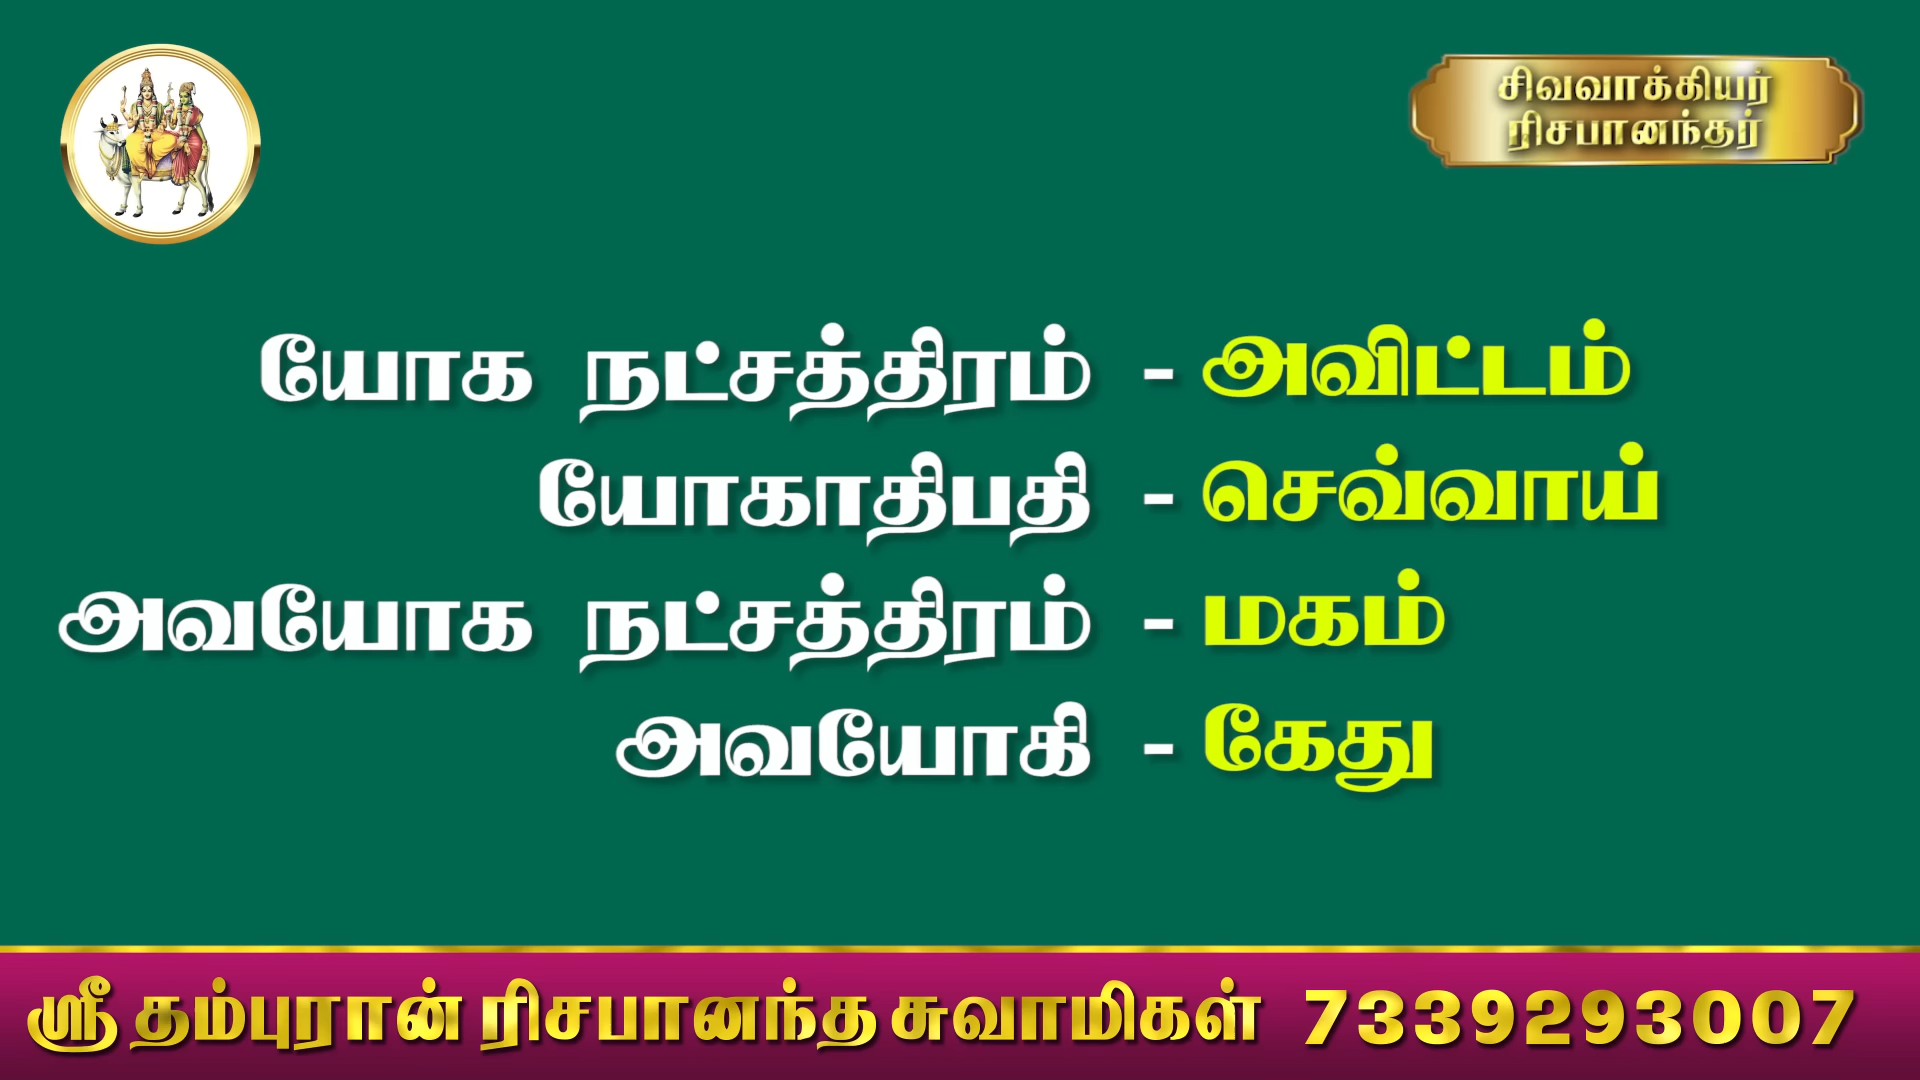 சிவவாக்கியர்
ரிசபானந்தர்
யோக நட்சத்திரம் - அவிட்டம்
யோகாதிபதி - செவ்வாய்
அவயோக நட்சத்திரம் - மகம்
அவயோகி - கேது
ஸ்ரீ தம்புரான் ரிசபானந்த சுவாமிகள் 7339293007